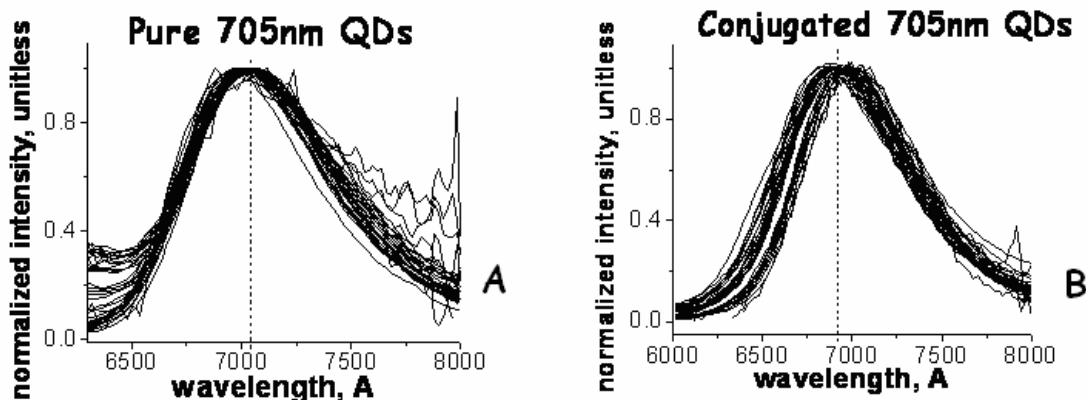 Pure 705nm QDs
normalized intensity, unitless
0.8
0.4
0.0
6500 7000 7500 8000
wavelength, A
A
Conjugated 705nm QDs
normalized intensity, unitless
0.8
0.4
0.0
6000 6500 7000 7500 8000
wavelength, A
B